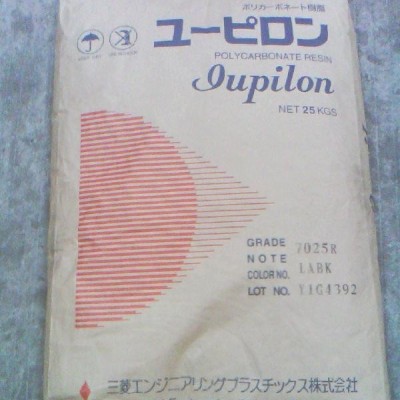 ポリカーボネート樹脂
ユーピロン
POLYCARBONATE RESIN
Iupilon
NET 25 KGS
GRADE 7025R
NOTE
COLOR NO. LABK
LOT NO. Y1G4392
三菱エンジニアリングプラスチックス株式会社